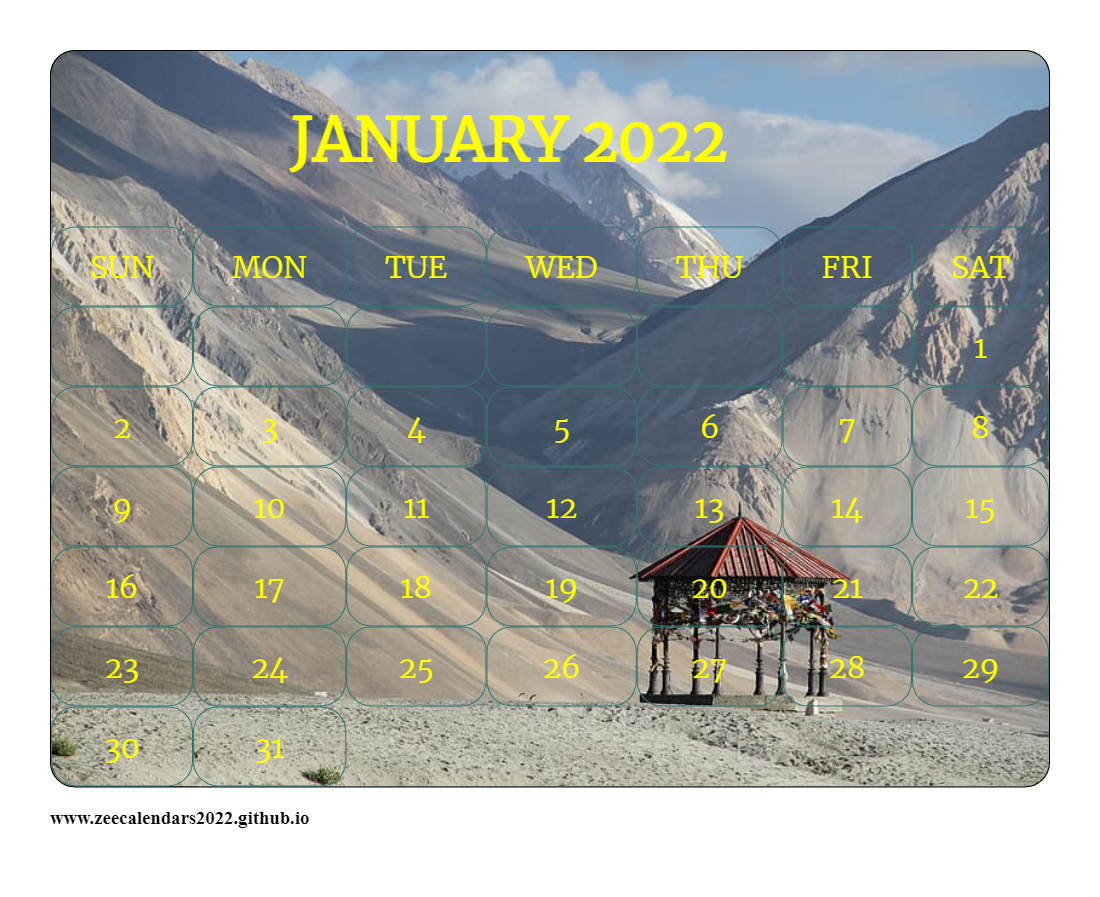 JANUARY 2022
SUN MON TUE WED THU FRI SAT
1
2 3 4 5 6 7 8
9 10 11 12 13 14 15
16 17 18 19 20 21 22
23 24 25 26 27 28 29
30 31
www.zeecalendars2022.github.io